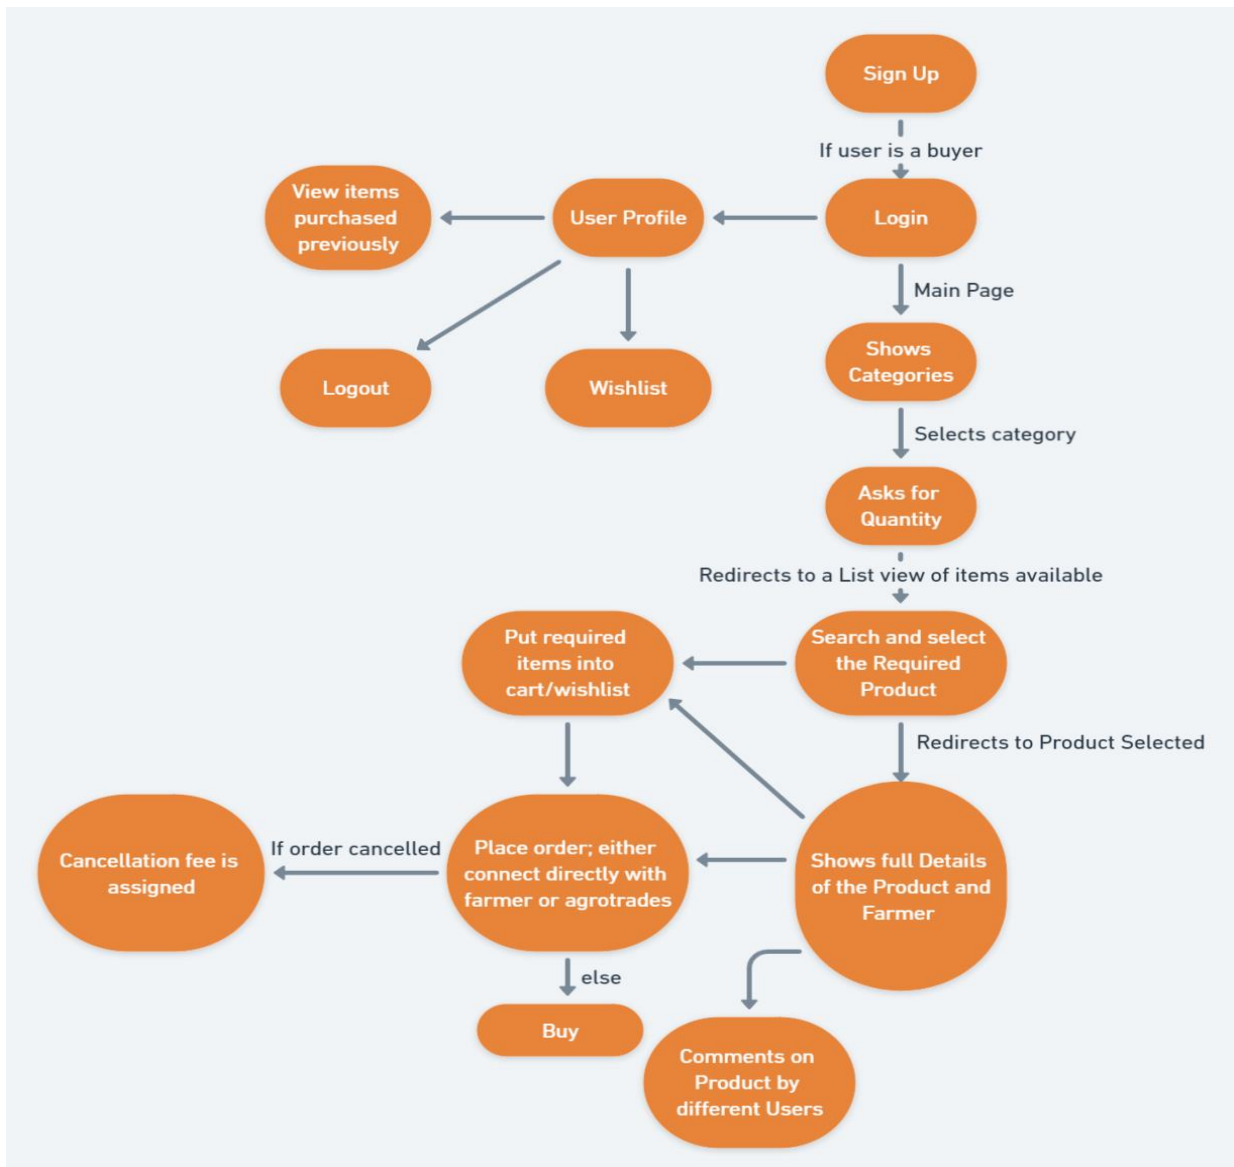 Sign Up
If user is a buyer
View items
purchased
previously
User Profile
Login
Main Page
Shows
Categories
Logout
Wishlist
Selects category
Asks for
Quantity
Redirects to a List view of items available
Put required
items into
cart/wishlist
Search and select
the Required
Product
Redirects to Product Selected
Cancellation fee is
assigned
If order cancelled
Place order; either
connect directly with
farmer or agrotrades
Shows full Details
of the Product and
Farmer
else
Buy
Comments on
Product by
different Users